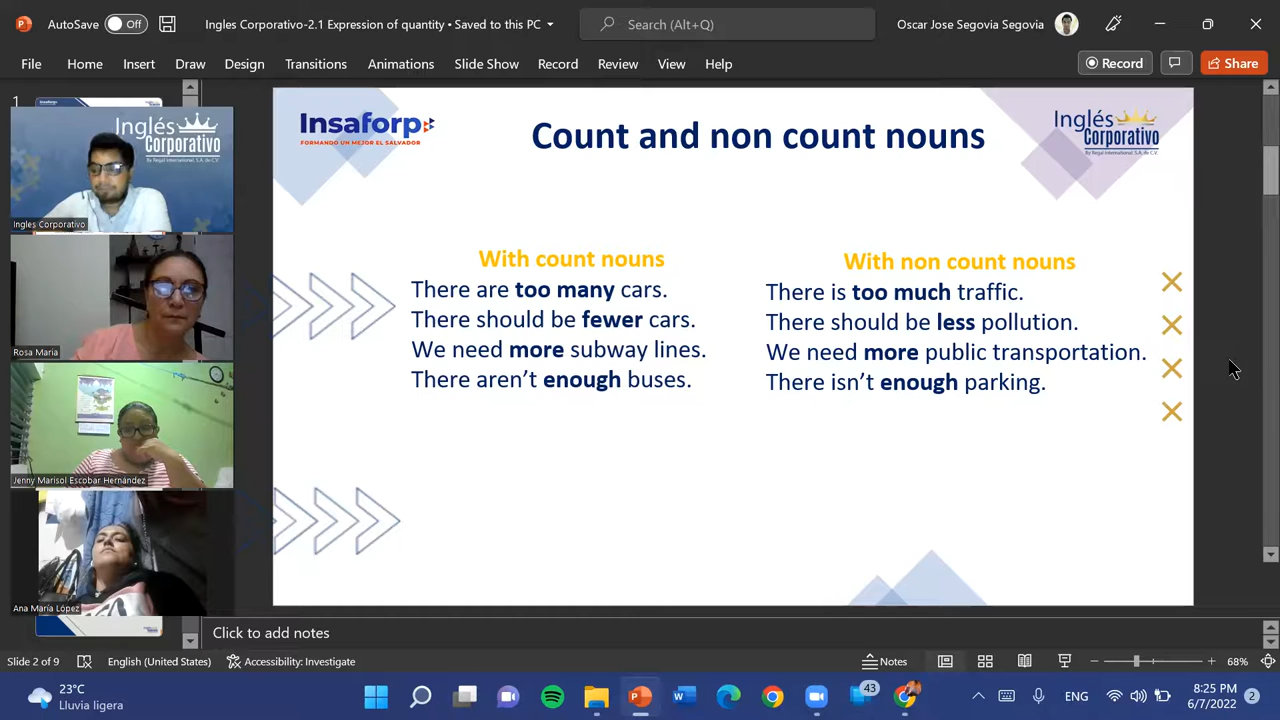 AutoSave Off
Ingles Corporativo-2.1 Expression of quantity • Saved to this PC
Search (Alt+Q)
Oscar Jose Segovia Segovia
File Home Insert Draw Design Transitions Animations Slide Show Record Review View Help
Record
Share
1
Inglés
Corporativo
Ingles Corporativo
Rosa María
Jenny Marisol Escobar Hernández
Ana María López
Insaforp
FORMANDO UN MEJOR EL SALVADOR
Count and non count nouns
Inglés
Corporativo
By Regal International, S.A. de C.V.
With count nouns
There are too many cars.
There should be fewer cars.
We need more subway lines.
There aren't enough buses.
With non count nouns
There is too much traffic.
There should be less pollution.
We need more public transportation.
There isn't enough parking.
Click to add notes
Slide 2 of 9
English (United States)
Accessibility: Investigate
Notes
68%
23°C
Lluvia ligera
43
ENG
8:25 PM
6/7/2022
2